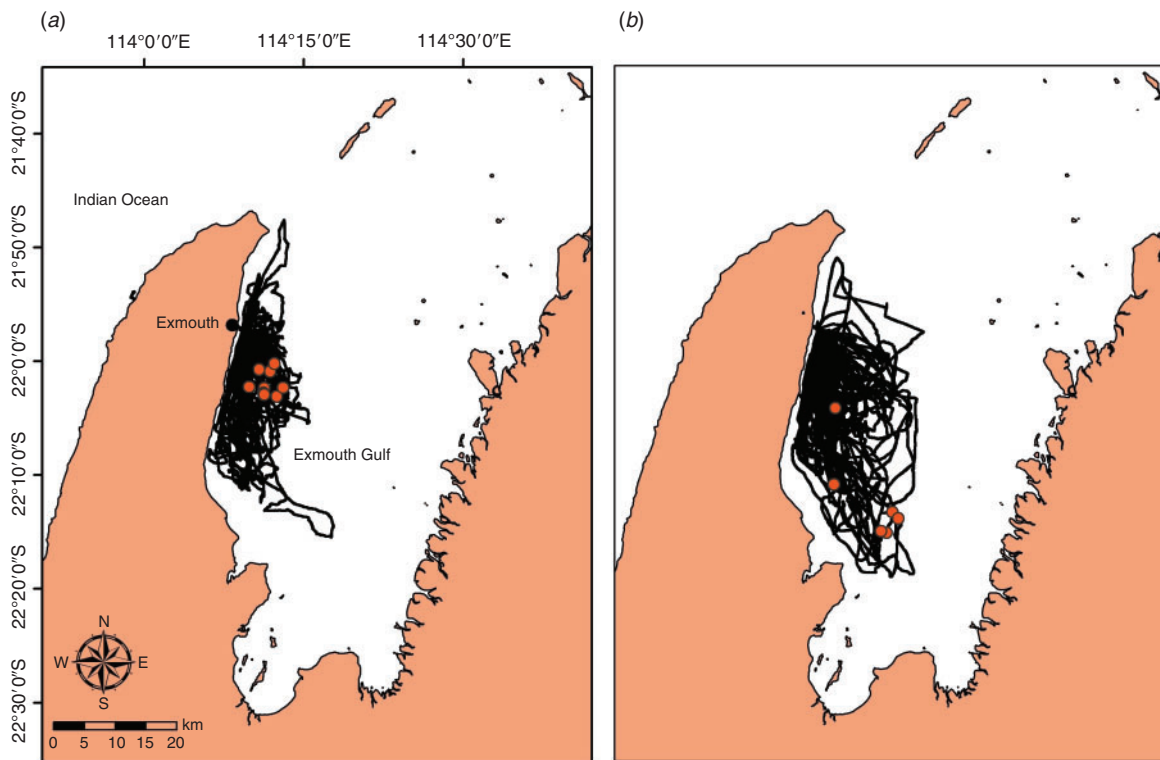 (a)
(b)
114°0′0″E
114°15′0″E
114°30′0″E
21°40′0″S
21°50′0″S
22°0′0″S
22°10′0″S
22°20′0″S
22°30′0″S
Indian Ocean
Exmouth
Exmouth Gulf
N
W
E
S
km
0 5 10 15 20